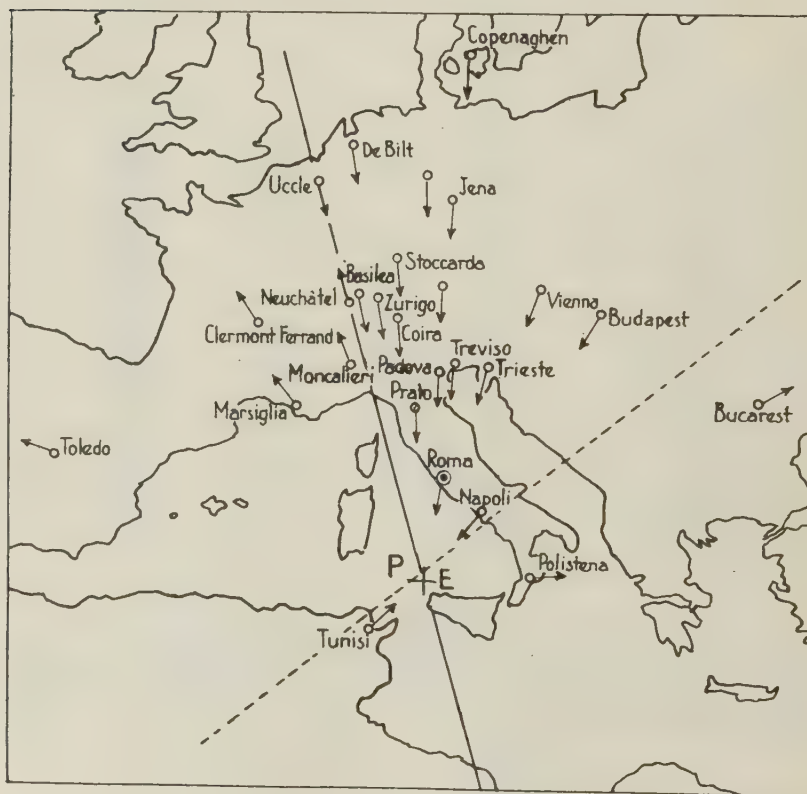 Copenaghen
De Bilt
Uccle
Jena
Stoccarda
Basilea
Neuchàtel
Zurigo
Vienna
Clermont Ferrand
Coira
Budapest
Treviso
Moncalieri
Padova
Trieste
Prato
Marsiglia
Bucarest
Toledo
Roma
Napoli
P
E
Polistena
Tunisi